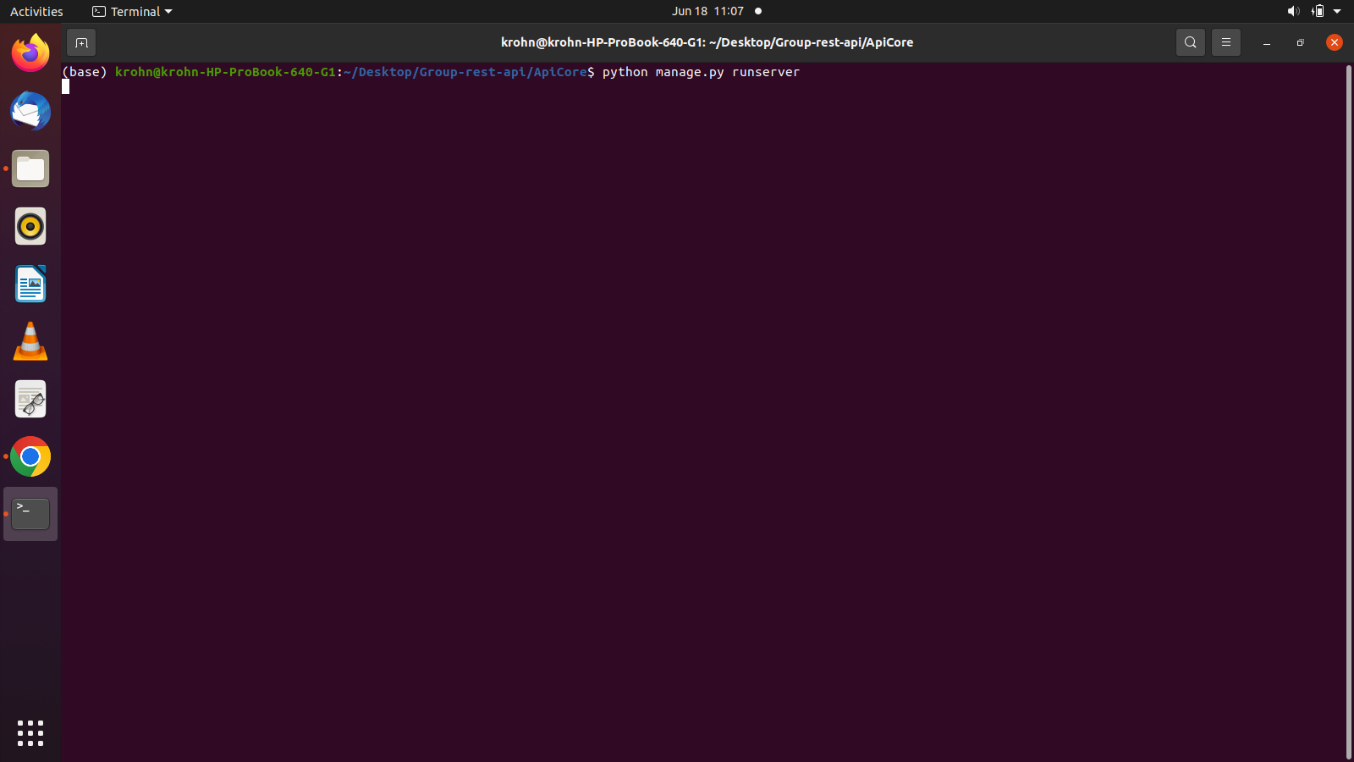 Activities
Terminal
Jun 18 11:07
krohn@krohn-HP-ProBook-640-G1: ~/Desktop/Group-rest-api/ApiCore
(base) krohn@krohn-HP-ProBook-640-G1:~/Desktop/Group-rest-api/ApiCore$ python manage.py runserver